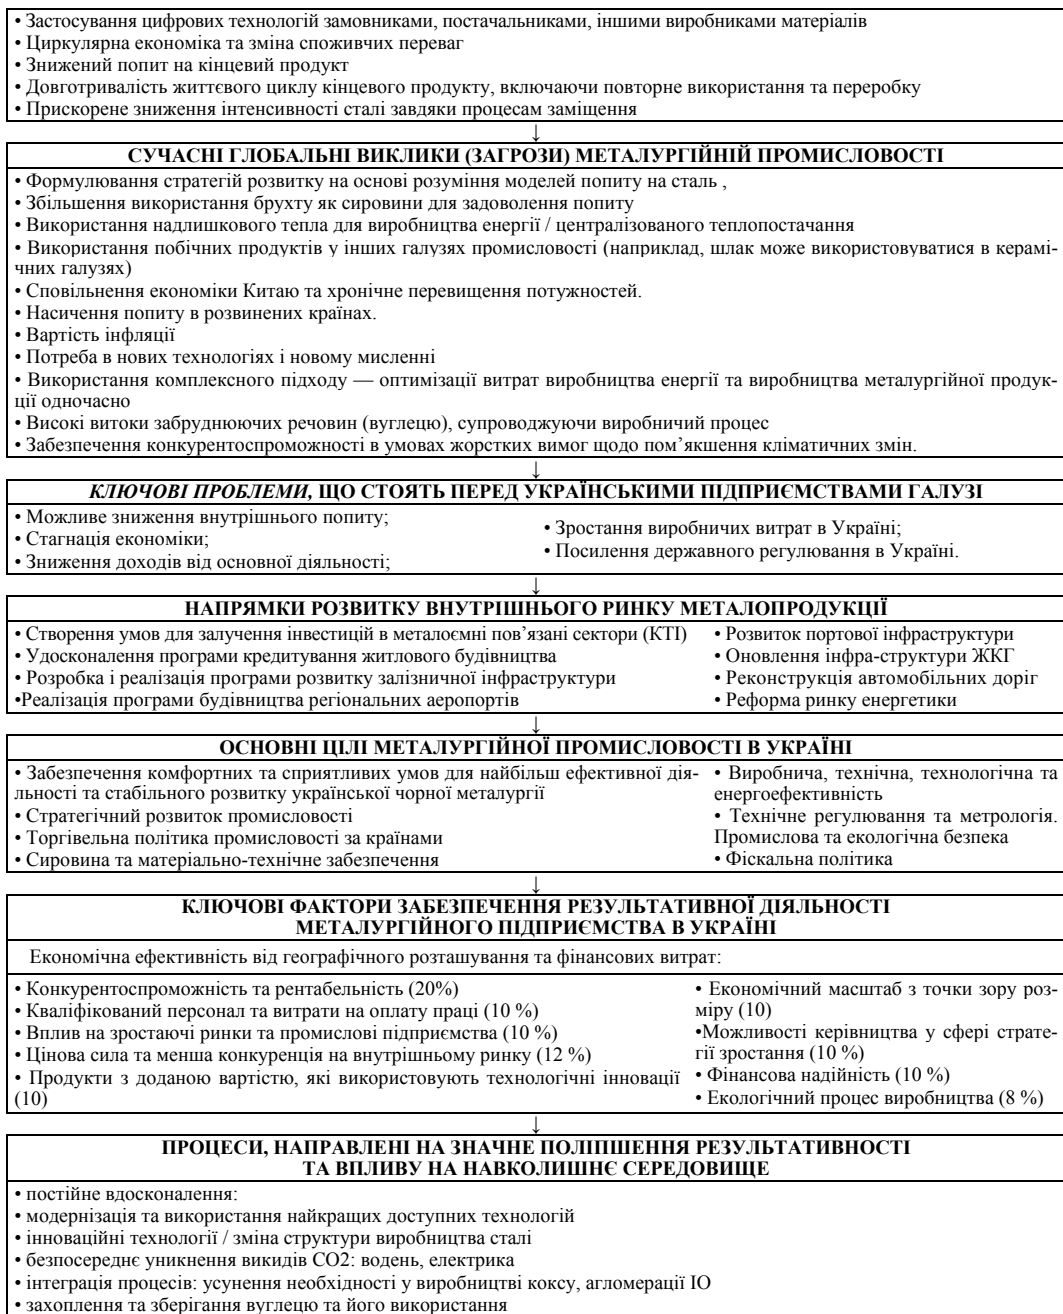 • Застосування цифрових технологій замовниками, постачальниками, іншими виробниками матеріалів
• Циркулярна економіка та зміна споживчих переваг
• Знижений попит на кінцевий продукт
• Довготривалість життєвого циклу кінцевого продукту, включаючи повторне використання та переробку
• Прискорене зниження інтенсивності сталі завдяки процесам заміщення
↓
СУЧАСНІ ГЛОБАЛЬНІ ВИКЛИКИ (ЗАГРОЗИ) МЕТАЛУРГІЙНІЙ ПРОМИСЛОВОСТІ
• Формулювання стратегій розвитку на основі розуміння моделей попиту на сталь ,
• Збільшення використання брухту як сировини для задоволення попиту
• Використання надлишкового тепла для виробництва енергії / централізованого теплопостачання
• Використання побічних продуктів у інших галузях промисловості (наприклад, шлак може використовуватися в керамі-
чних галузях)
• Сповільнення економіки Китаю та хронічне перевищення потужностей.
• Насичення попиту в розвинених країнах.
• Вартість інфляції
• Потреба в нових технологіях і новому мисленні
• Використання комплексного підходу — оптимізації витрат виробництва енергії та виробництва металургійної продук-
ції одночасно
• Високі витоки забруднюючих речовин (вуглецю), супроводжуючи виробничий процес
• Забезпечення конкурентоспроможності в умовах жорстких вимог щодо пом’якшення кліматичних змін.
↓
КЛЮЧОВІ ПРОБЛЕМИ, ЩО СТОЯТЬ ПЕРЕД УКРАЇНСЬКИМИ ПІДПРИЄМСТВАМИ ГАЛУЗІ
• Можливе зниження внутрішнього попиту;
• Стагнація економіки;
• Зниження доходів від основної діяльності;
• Зростання виробничих витрат в Україні;
• Посилення державного регулювання в Україні.
↓
НАПРЯМКИ РОЗВИТКУ ВНУТРІШНЬОГО РИНКУ МЕТАЛОПРОДУКЦІЇ
• Створення умов для залучення інвестицій в металоємні пов’язані сектори (КТІ)
• Удосконалення програми кредитування житлового будівництва
• Розробка і реалізація програми розвитку залізничної інфраструктури
•Реалізація програми будівництва регіональних аеропортів
• Розвиток портової інфраструктури
• Оновлення інфра-структури ЖКГ
• Реконструкція автомобільних доріг
• Реформа ринку енергетики
↓
ОСНОВНІ ЦІЛІ МЕТАЛУРГІЙНОЇ ПРОМИСЛОВОСТІ В УКРАЇНІ
• Забезпечення комфортних та сприятливих умов для найбільш ефективної дія-
льності та стабільного розвитку української чорної металургії
• Стратегічний розвиток промисловості
• Торгівельна політика промисловості за країнами
• Сировина та матеріально-технічне забезпечення
• Виробнича, технічна, технологічна та
енергоефективність
• Технічне регулювання та метрологія.
Промислова та екологічна безпека
• Фіскальна політика
↓
КЛЮЧОВІ ФАКТОРИ ЗАБЕЗПЕЧЕННЯ РЕЗУЛЬТАТИВНОЇ ДІЯЛЬНОСТІ
МЕТАЛУРГІЙНОГО ПІДПРИЄМСТВА В УКРАЇНІ
Економічна ефективність від географічного розташування та фінансових витрат:
• Конкурентоспроможність та рентабельність (20%)
• Кваліфікований персонал та витрати на оплату праці (10 %)
• Вплив на зростаючі ринки та промислові підприємства (10 %)
• Цінова сила та менша конкуренція на внутрішньому ринку (12 %)
• Продукти з доданою вартістю, які використовують технологічні інновації
(10)
• Економічний масштаб з точки зору роз-
міру (10)
•Можливості керівництва у сфері страте-
гії зростання (10 %)
• Фінансова надійність (10 %)
• Екологічний процес виробництва (8 %)
↓
ПРОЦЕСИ, НАПРАВЛЕНІ НА ЗНАЧНЕ ПОЛІПШЕННЯ РЕЗУЛЬТАТИВНОСТІ
ТА ВПЛИВУ НА НАВКОЛИШНЄ СЕРЕДОВИЩЕ
• постійне вдосконалення:
• модернізація та використання найкращих доступних технологій
• інноваційні технології / зміна структури виробництва сталі
• безпосереднє уникнення викидів СО2: водень, електрика
• інтеграція процесів: усунення необхідності у виробництві коксу, агломерації ІО
• захоплення та зберігання вуглецю та його використання